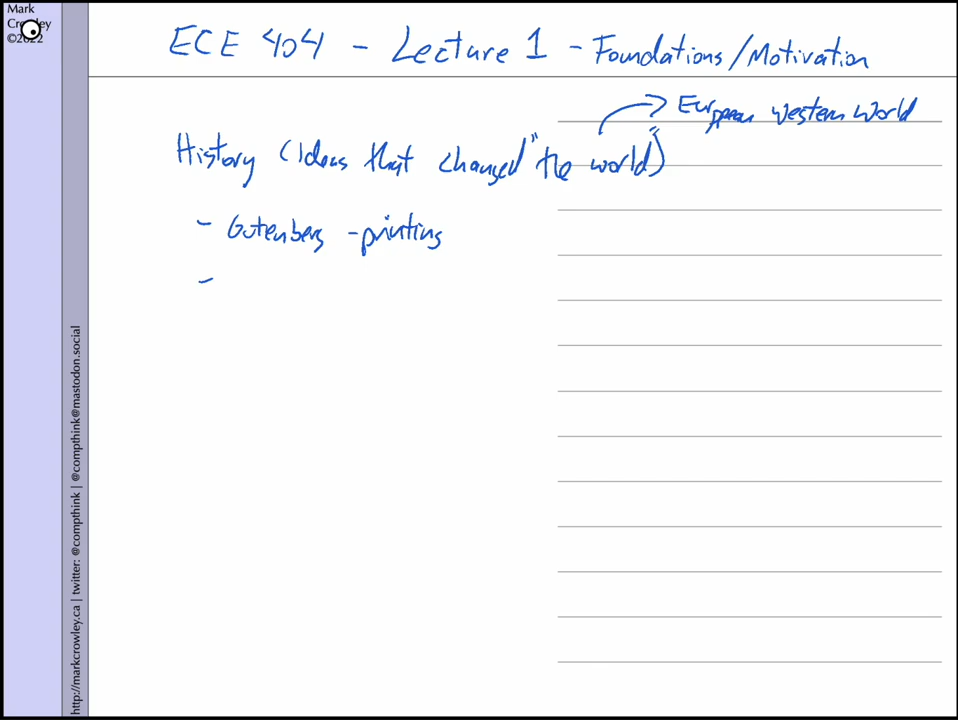 Mark
Crowley
©2022
ECE 404 - Lecture 1 - Foundations/Motivation
European Western World
History (Ideas that changed "the world")
- Gutenberg - printing
-
http://markcrowley.ca | twitter: @compthink | @compthink@mastodon.social